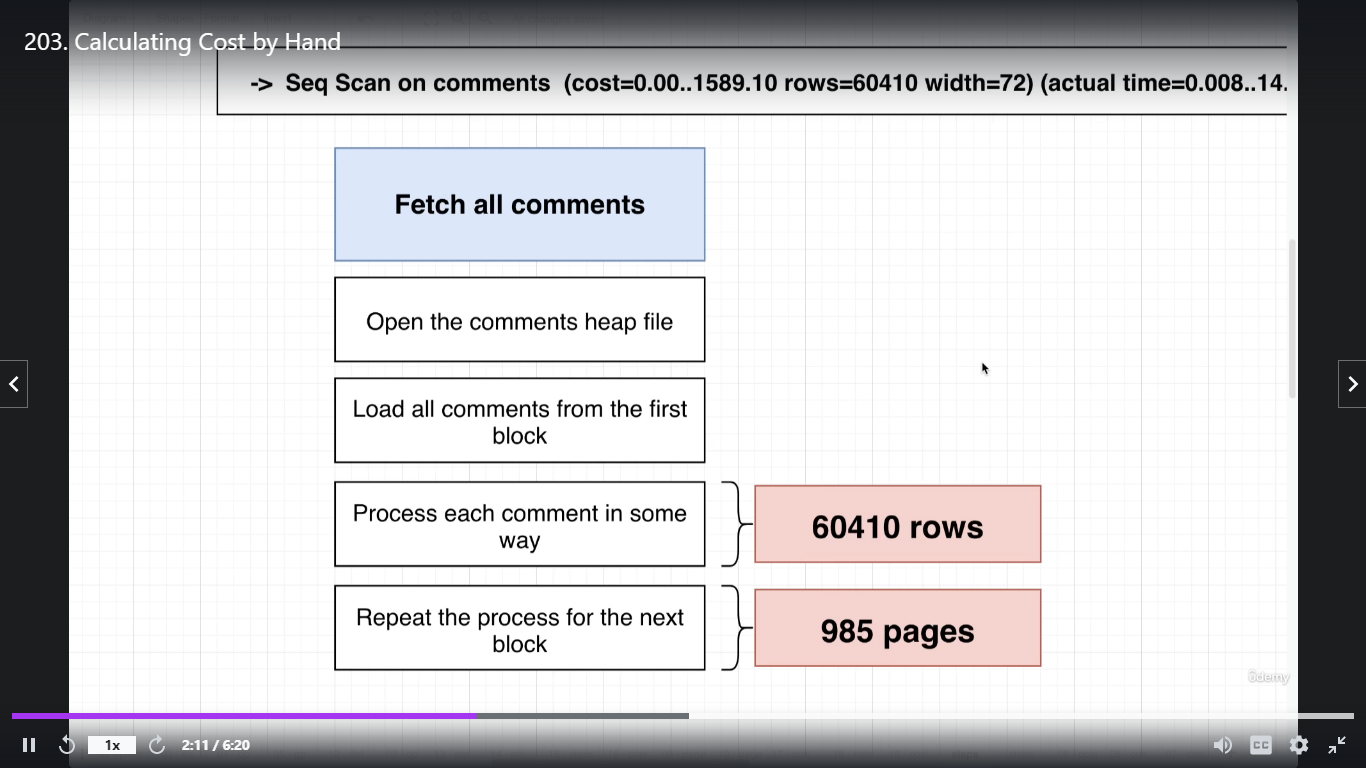 203. Calculating Cost by Hand
-> Seq Scan on comments (cost=0.00..1589.10 rows=60410 width=72) (actual time=0.008..14.
Fetch all comments
Open the comments heap file
Load all comments from the first
block
Process each comment in some
way
60410 rows
Repeat the process for the next
block
985 pages
ûdemy
1x
2:11 / 6:20
CC